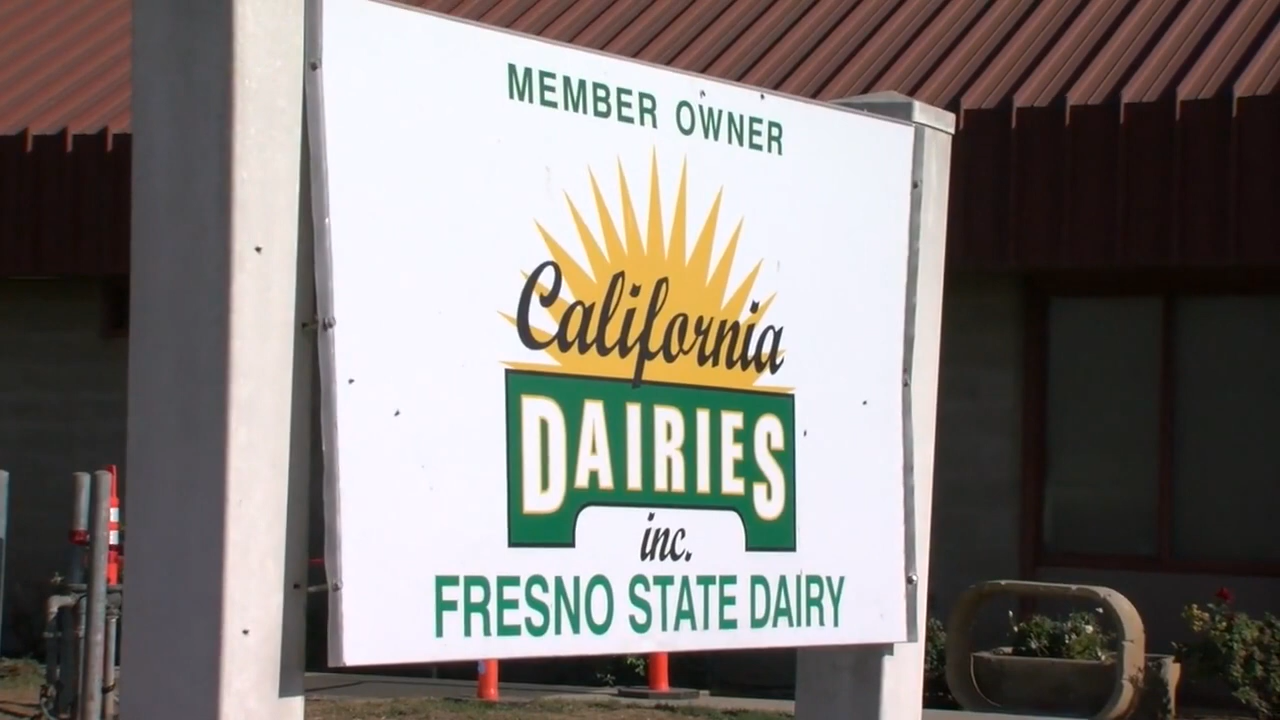 MEMBER OWNER
California
DAIRIES
inc.
FRESNO STATE DAIRY